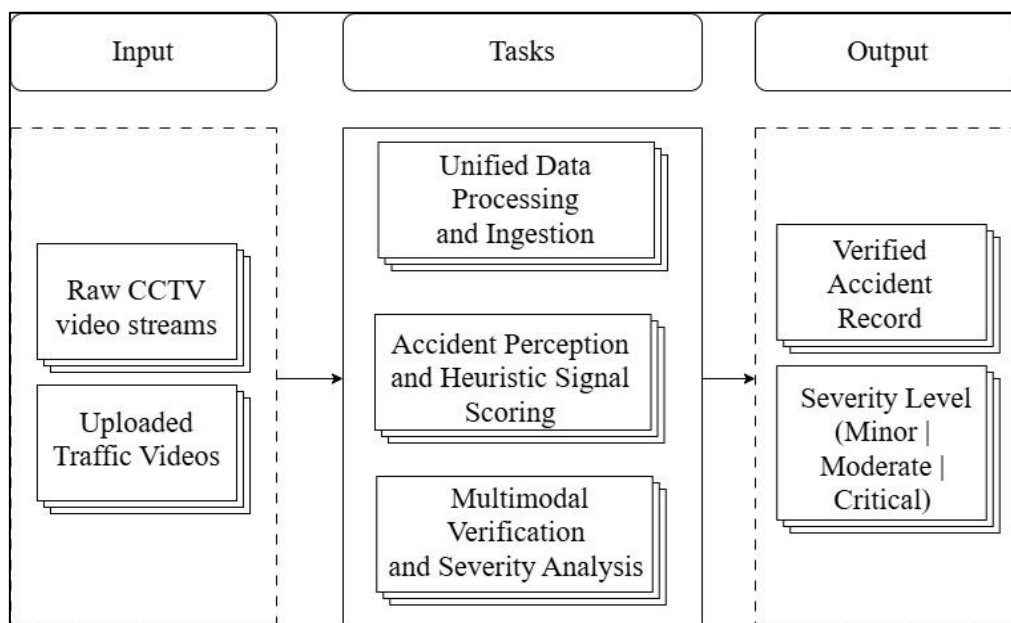 Input
Tasks
Output
Raw CCTV
video streams
Uploaded
Traffic Videos
Unified Data
Processing
and Ingestion
Accident Perception
and Heuristic Signal
Scoring
Multimodal
Verification
and Severity Analysis
Verified
Accident
Record
Severity Level
(Minor |
Moderate |
Critical)